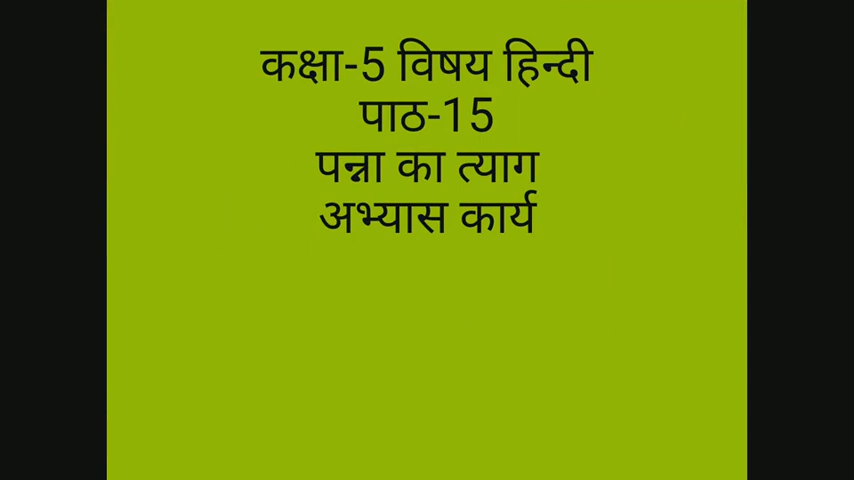 कक्षा-5 विषय हिन्दी
पाठ-15
पन्ना का त्याग
अभ्यास कार्य